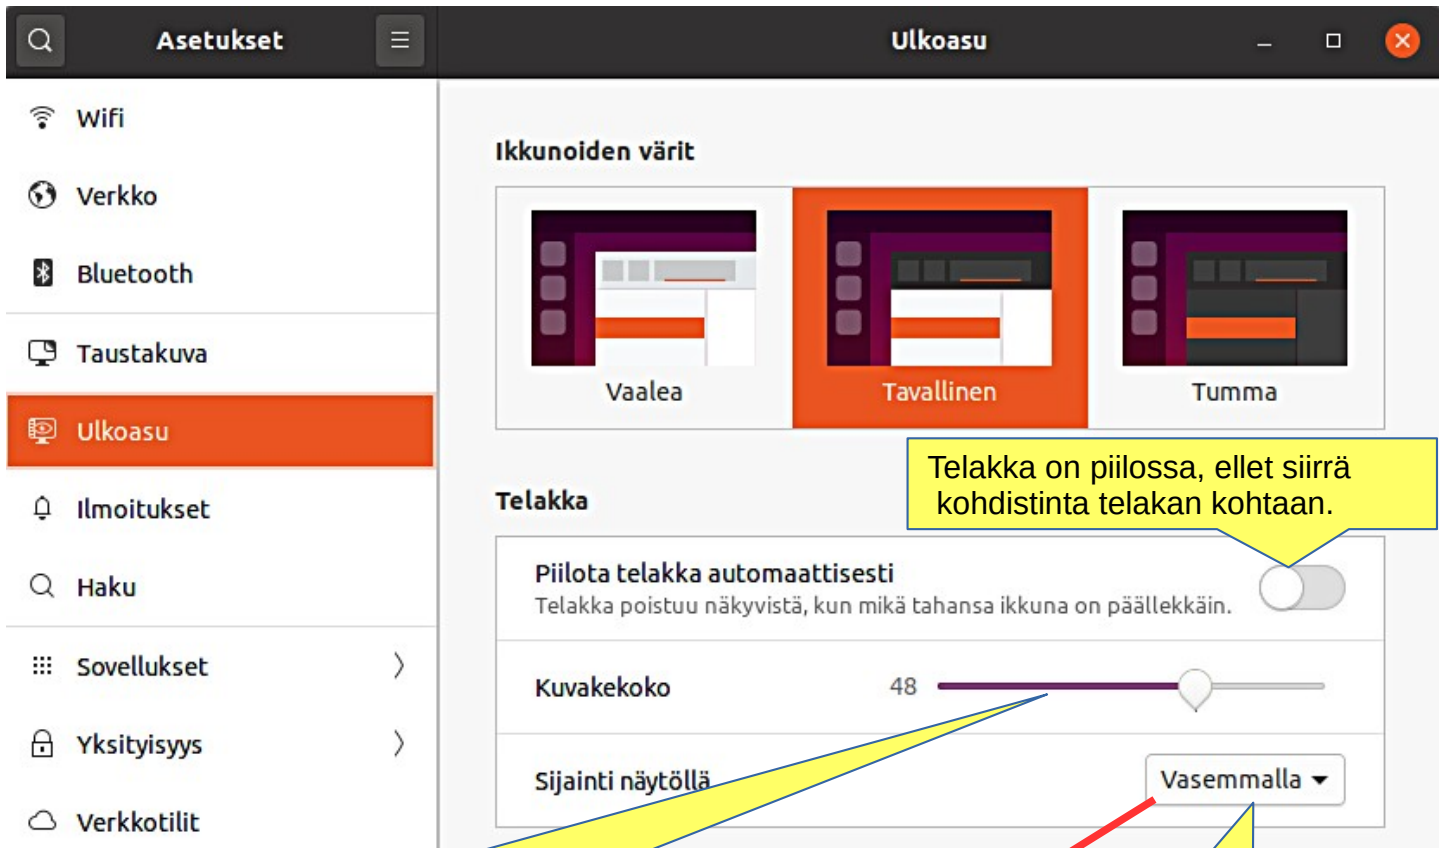 Asetukset
Ulkoasu
Wifi
Verkko
Bluetooth
Taustakuva
Ulkoasu
Ilmoitukset
Haku
Sovellukset
Yksityisyys
Verkkotilit
Ikkunoiden värit
Vaalea
Tavallinen
Tumma
Telakka on piilossa, ellet siirrä
kohdistinta telakan kohtaan.
Telakka
Piilota telakka automaattisesti
Telakka poistuu näkyvistä, kun mikä tahansa ikkuna on päällekkäin.
Kuvakekoko 48
Sijainti näytöllä Vasemmalla